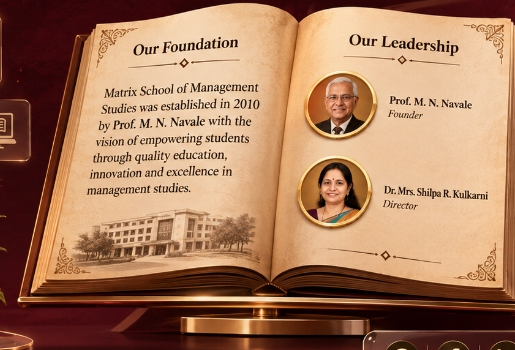 Our Foundation
Matrix School of Management
Studies was established in 2010
by Prof. M. N. Navale with the
vision of empowering students
through quality education,
innovation and excellence in
management studies.
Our Leadership
Prof. M. N. Navale
Founder
Dr. Mrs. Shilpa R. Kulkarni
Director